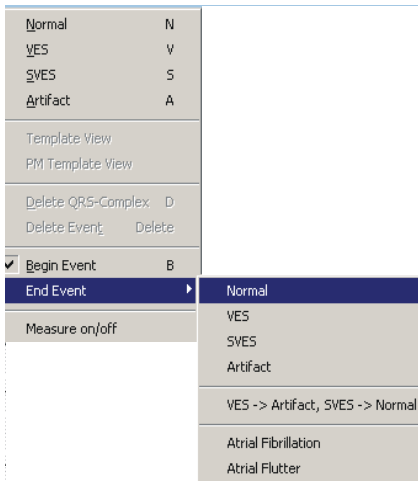 Normal N
VES V
SVES S
Artifact A
Template View
PM Template View
Delete QRS-Complex D
Delete Event Delete
Begin Event B
End Event
Measure on/off
Normal
VES
SVES
Artifact
VES -> Artifact, SVES -> Normal
Atrial Fibrillation
Atrial Flutter